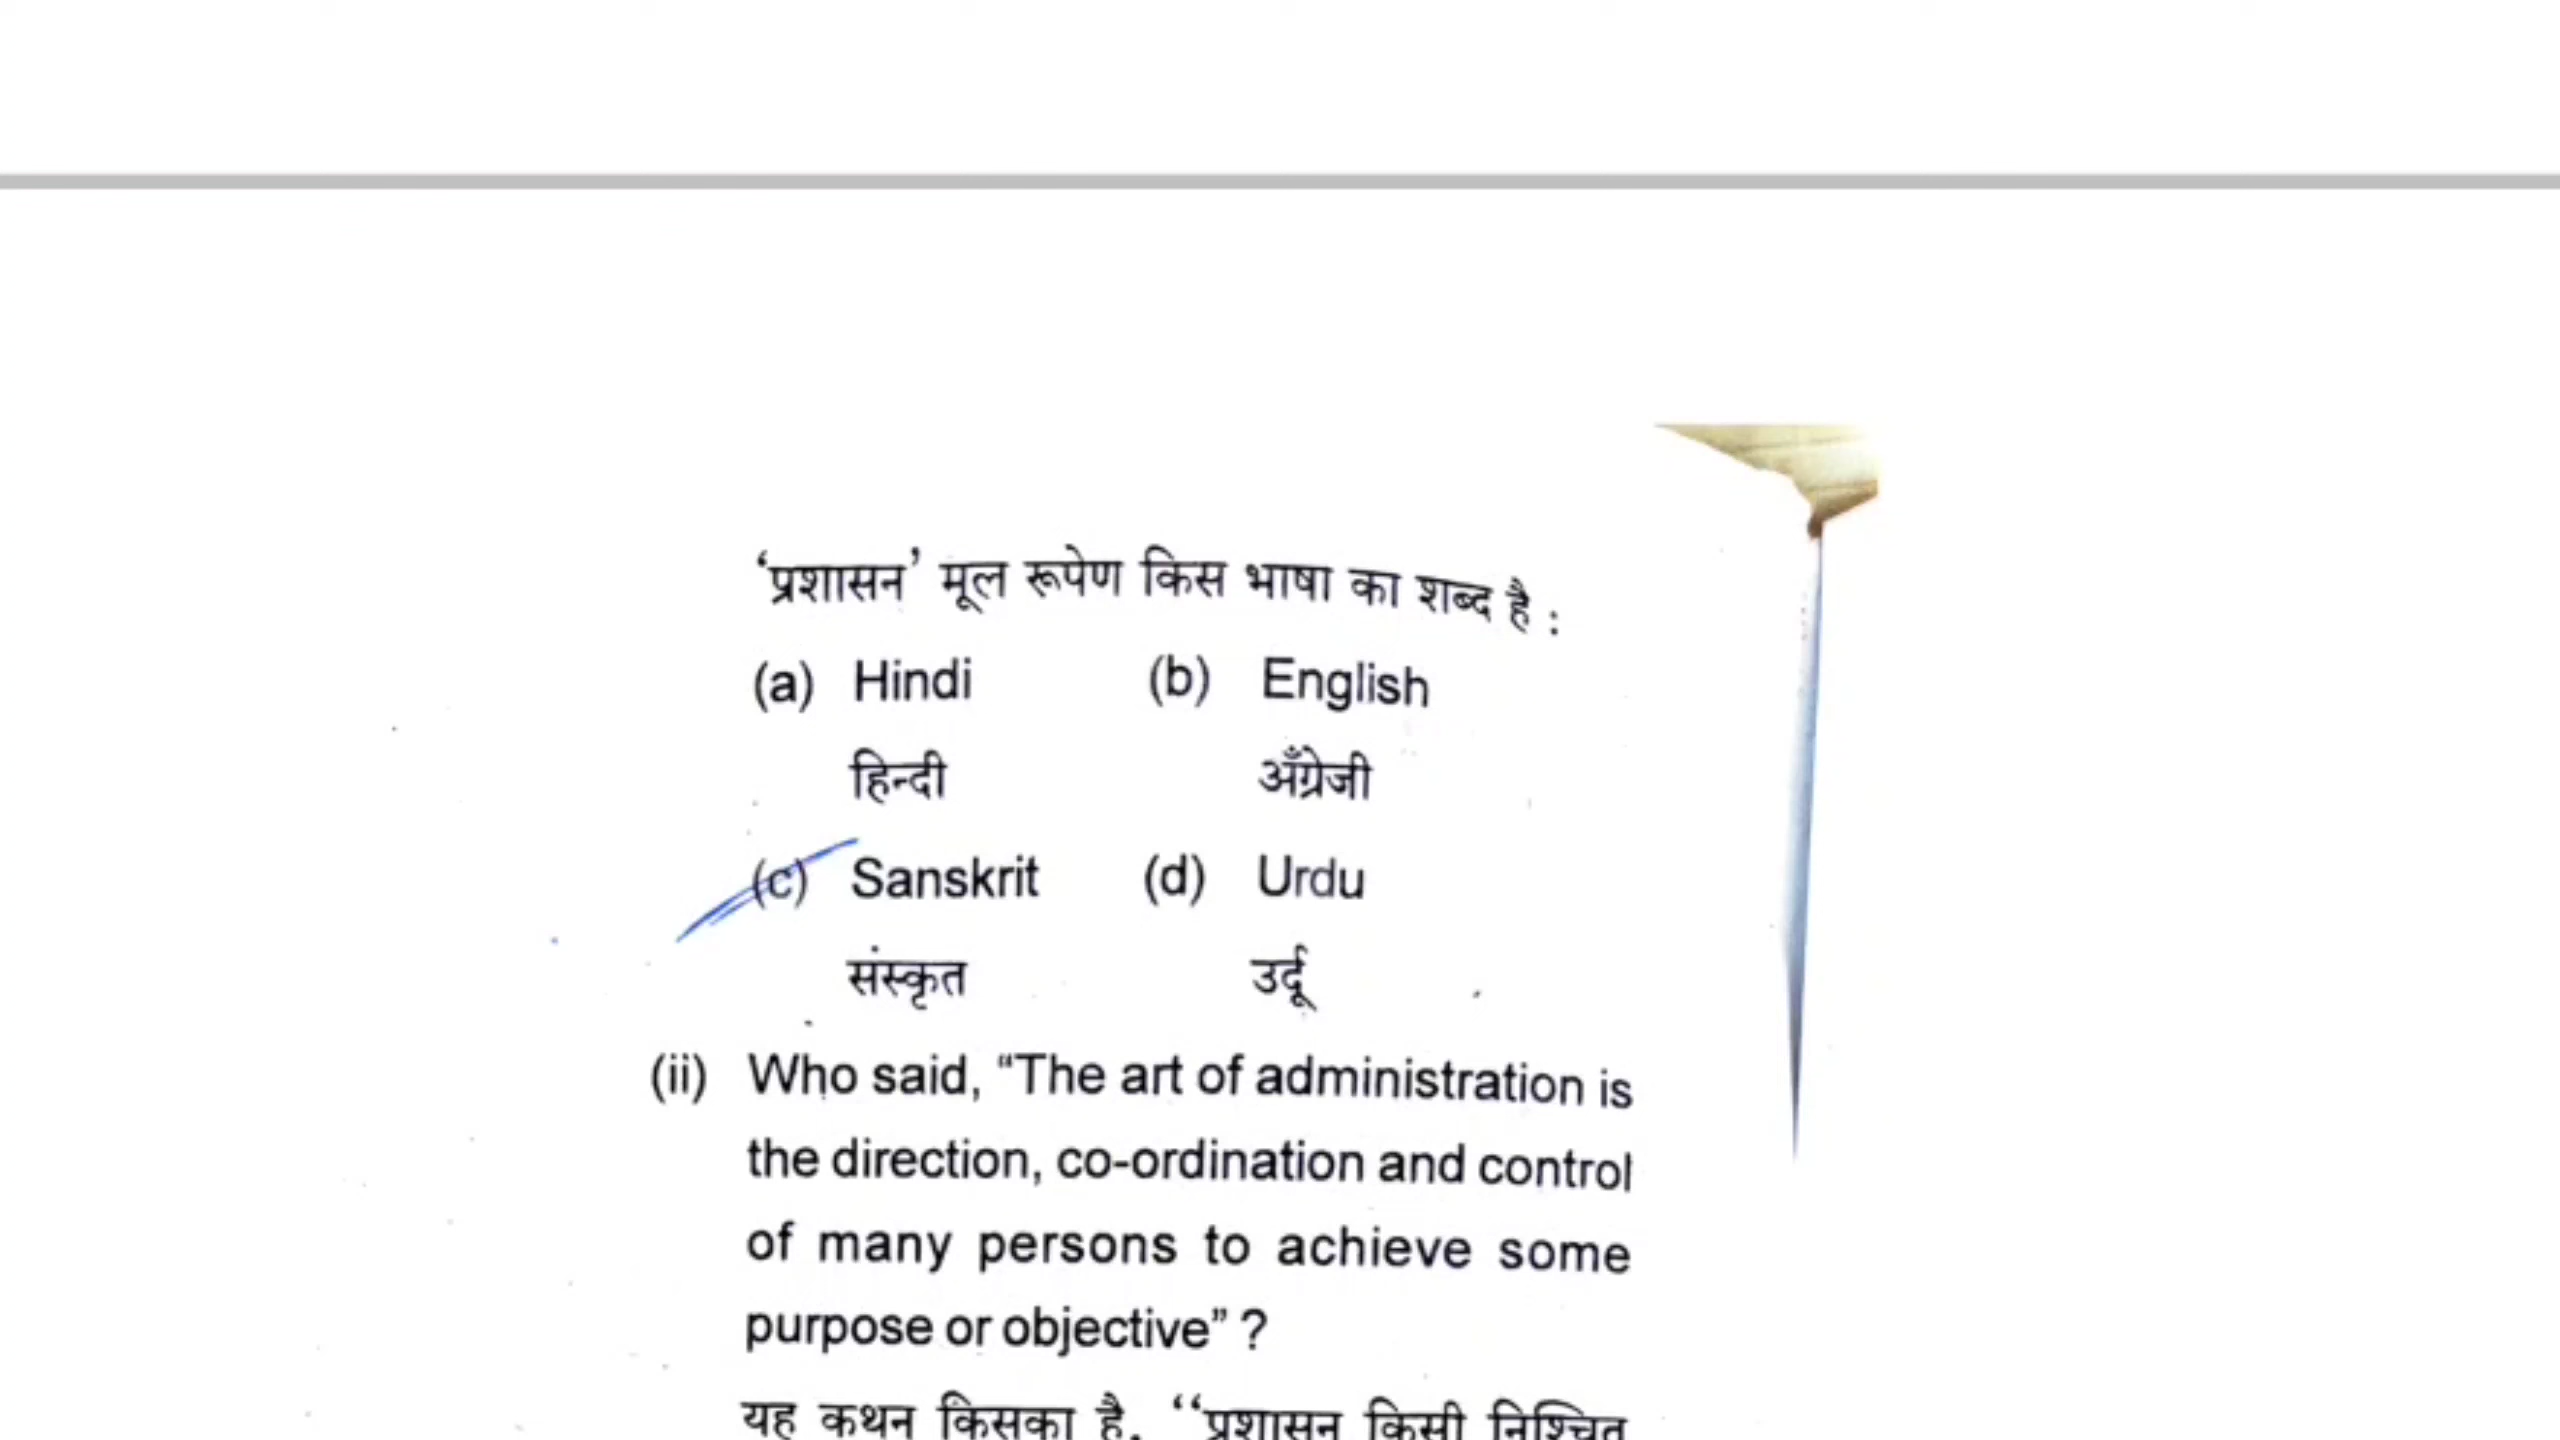 ‘प्रशासन’ मूल रूपेण किस भाषा का शब्द है :
(a) Hindi (b) English
हिन्दी अँग्रेजी
(c) Sanskrit (d) Urdu
संस्कृत उर्दू
(ii) Who said, “The art of administration is
the direction, co-ordination and control
of many persons to achieve some
purpose or objective” ?
यह कथन किसका है, ‘‘प्रशासन किसी निश्चित